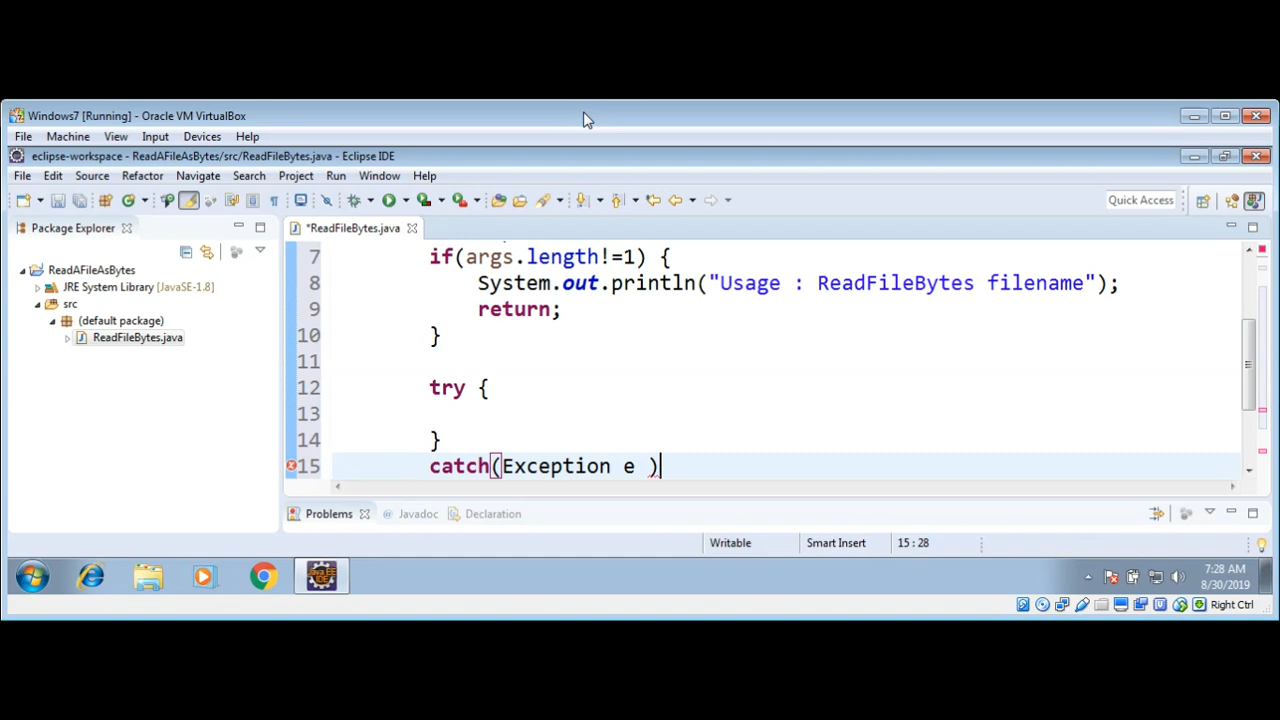 Windows7 [Running] - Oracle VM VirtualBox
File Machine View Input Devices Help
eclipse-workspace - ReadAFileAsBytes/src/ReadFileBytes.java - Eclipse IDE
File Edit Source Refactor Navigate Search Project Run Window Help
Quick Access
Package Explorer
*ReadFileBytes.java
ReadAFileAsBytes
JRE System Library [JavaSE-1.8]
src
(default package)
ReadFileBytes.java
7 if(args.length!=1) {
8 System.out.println("Usage : ReadFileBytes filename");
9 return;
10 }
11
12 try {
13
14 }
15 catch(Exception e )
Problems @ Javadoc Declaration
Writable Smart Insert 15 : 28
Java EE
IDE
7:28 AM
8/30/2019
Right Ctrl